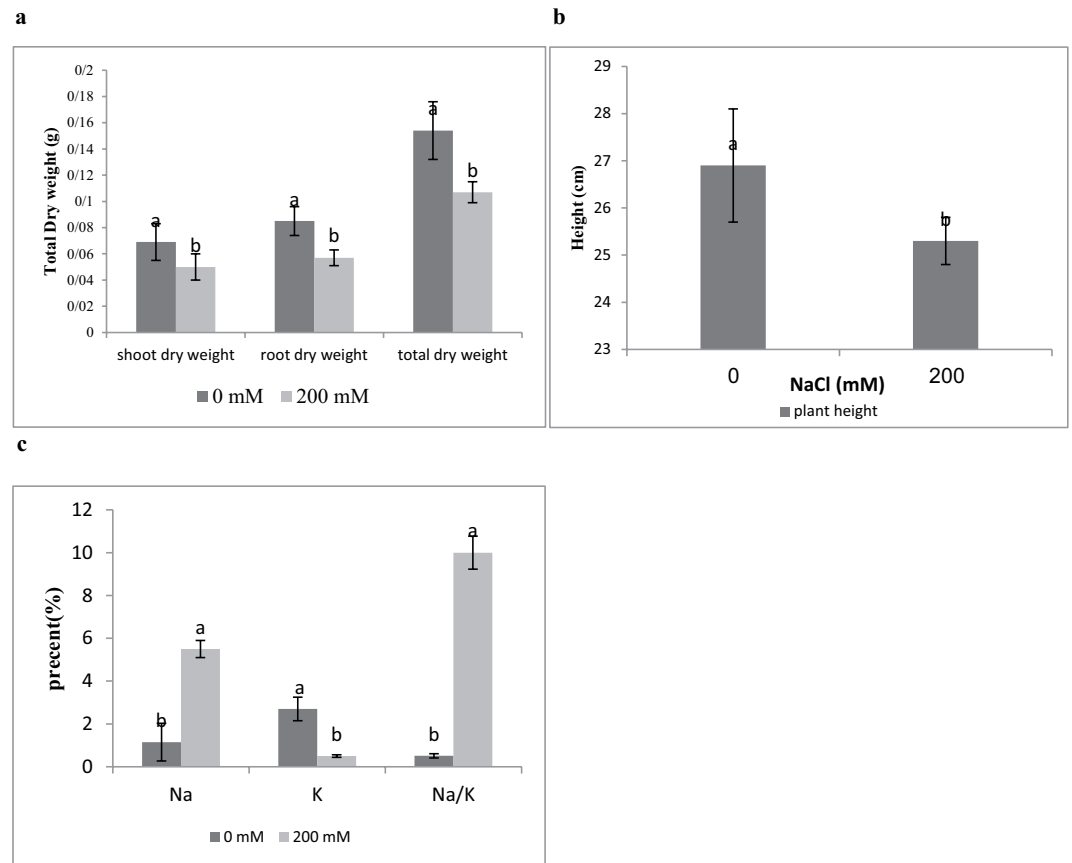 a
Total Dry weight (g)
0/2
0/18
0/16
0/14
0/12
0/1
0/08
0/06
0/04
0/02
0
a
b
a
b
a
b
shoot dry weight
root dry weight
total dry weight
0 mM
200 mM
b
Height (cm)
29
28
27
26
25
24
23
a
b
0
NaCl (mM)
200
plant height
c
precent(%)
12
10
8
6
4
2
0
b
a
a
b
b
a
Na
K
Na/K
0 mM
200 mM